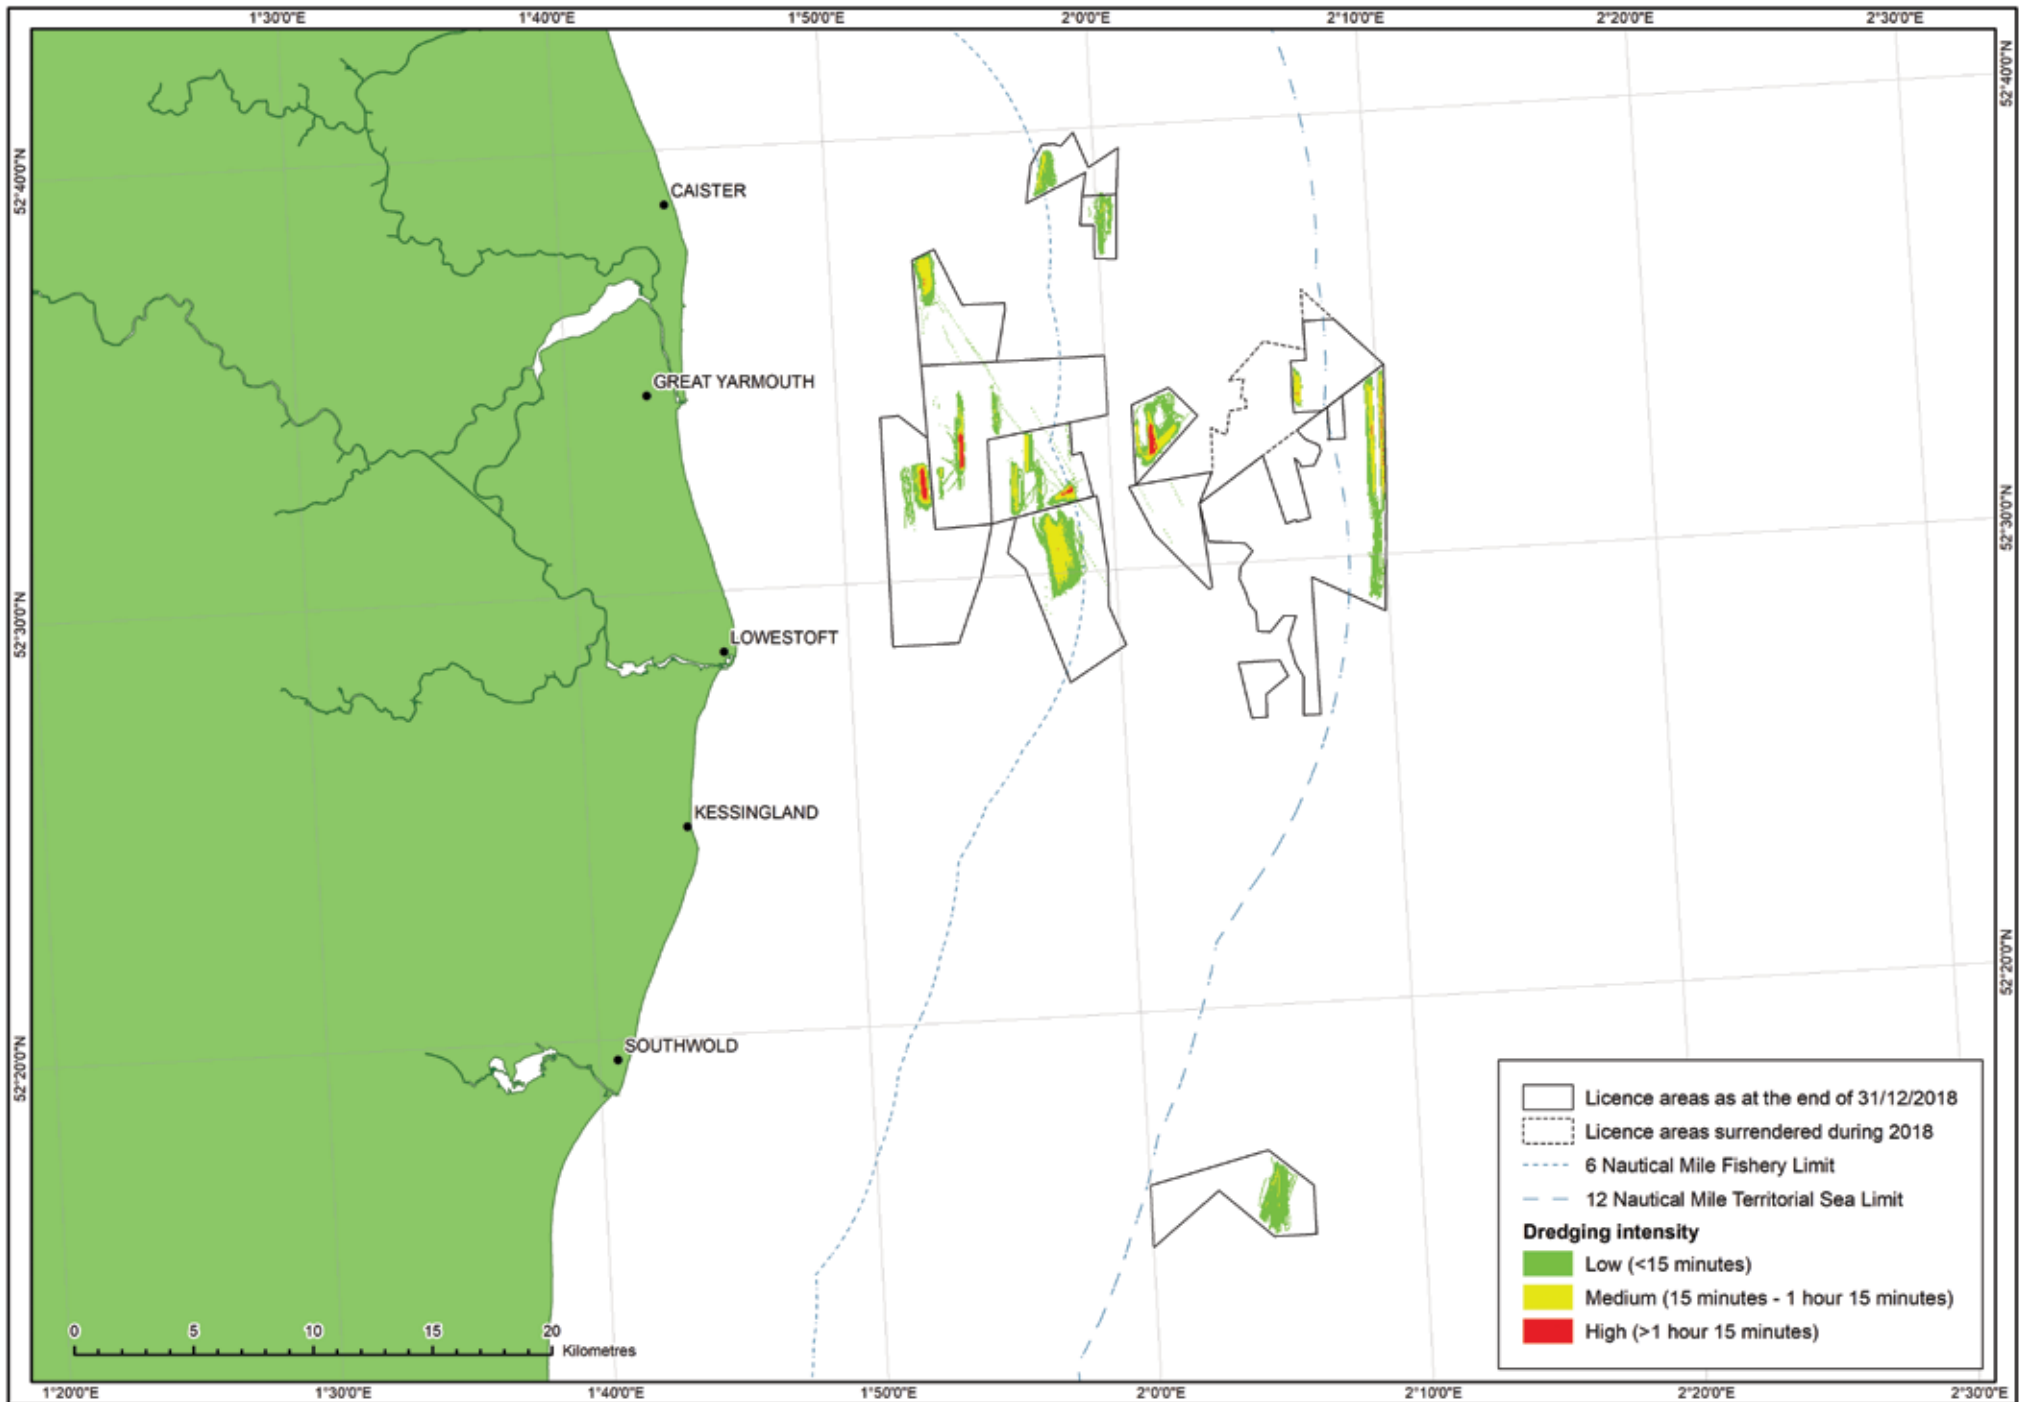 1°30'0"E 1°40'0"E 1°50'0"E 2°0'0"E 2°10'0"E 2°20'0"E 2°30'0"E
52°40'0"N
52°40'0"N
CAISTER
GREAT YARMOUTH
52°30'0"N
52°30'0"N
LOWESTOFT
KESSINGLAND
52°20'0"N
52°20'0"N
SOUTHWOLD
Licence areas as at the end of 31/12/2018
Licence areas surrendered during 2018
6 Nautical Mile Fishery Limit
12 Nautical Mile Territorial Sea Limit
Dredging intensity
Low (<15 minutes)
Medium (15 minutes - 1 hour 15 minutes)
High (>1 hour 15 minutes)
0 5 10 15 20
Kilometres
1°20'0"E 1°30'0"E 1°40'0"E 1°50'0"E 2°0'0"E 2°10'0"E 2°20'0"E 2°30'0"E